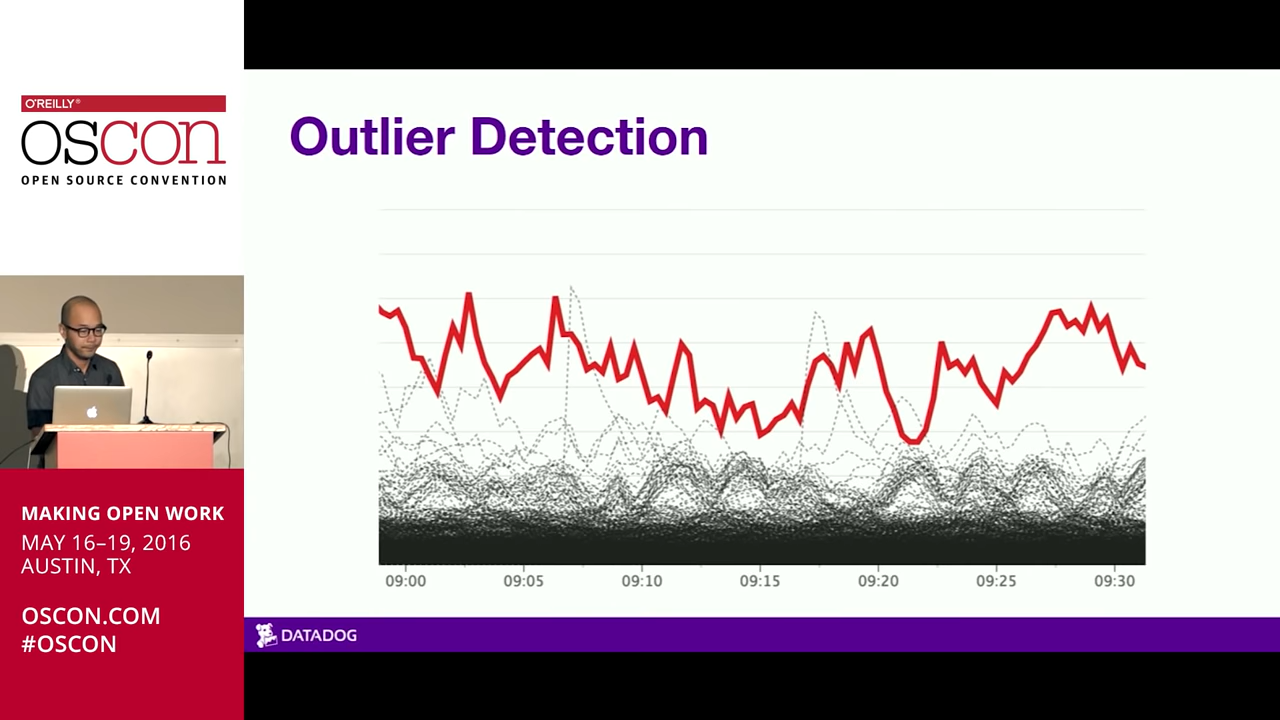 O'REILLY®
OSCON
OPEN SOURCE CONVENTION
MAKING OPEN WORK
MAY 16–19, 2016
AUSTIN, TX
OSCON.COM
#OSCON
Outlier Detection
09:00 09:05 09:10 09:15 09:20 09:25 09:30
DATADOG